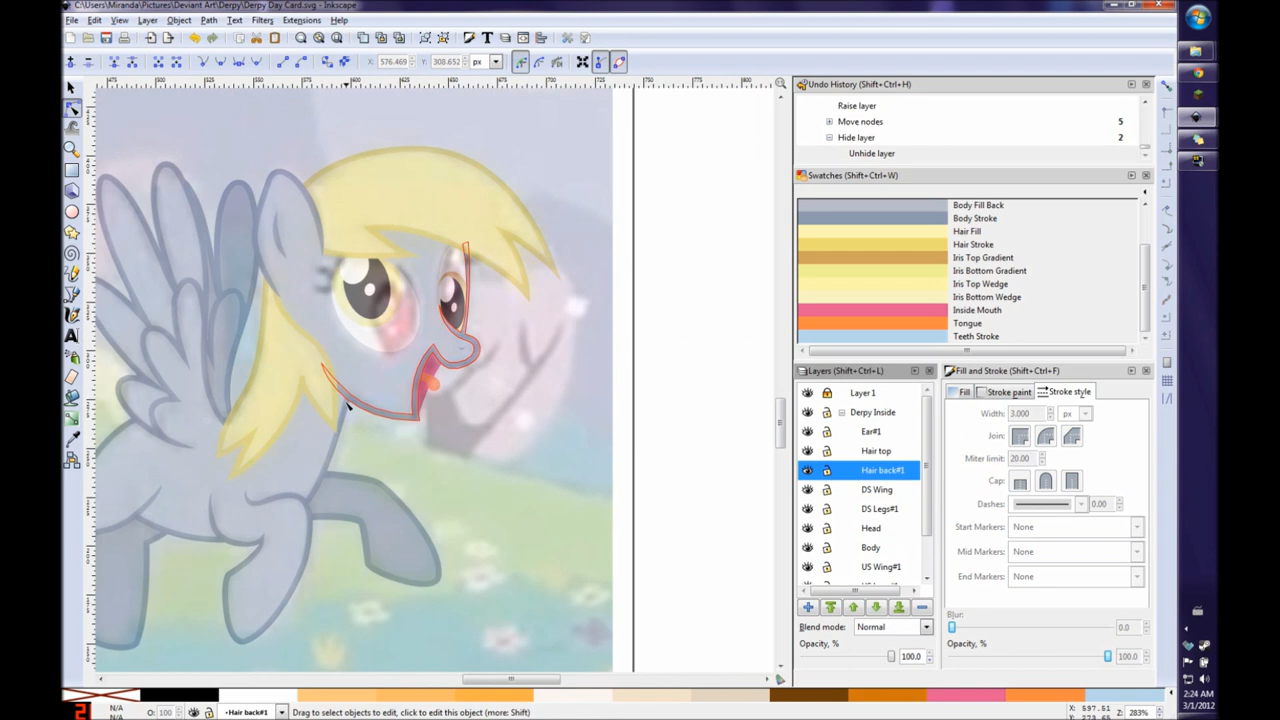 C:\Users\Miranda\Pictures\Deviant Art\Derpy\Derpy Day Card.svg - Inkscape
File Edit View Layer Object Path Text Filters Extensions Help
X: 576.469 Y: 308.652 px
Undo History (Shift+Ctrl+H)
Raise layer
Move nodes 5
Hide layer 2
Unhide layer
Swatches (Shift+Ctrl+W)
Body Fill Back
Body Stroke
Hair Fill
Hair Stroke
Iris Top Gradient
Iris Bottom Gradient
Iris Top Wedge
Iris Bottom Wedge
Inside Mouth
Tongue
Teeth Stroke
Layers (Shift+Ctrl+L)
Layer 1
Derpy Inside
Ear#1
Hair top
Hair back#1
DS Wing
DS Legs#1
Head
Body
US Wing#1
Blend mode: Normal
Opacity, % 100.0
Fill and Stroke (Shift+Ctrl+F)
Fill Stroke paint Stroke style
Width: 3.000 px
Join:
Miter limit: 20.00
Cap:
Dashes: 0.00
Start Markers: None
Mid Markers: None
End Markers: None
Blur:
0.0
Opacity, %
100.0
N/A
N/A
O: 100
•Hair back#1
Drag to select objects to edit, click to edit this object (more: Shift)
X: 597.51
Z: 283%
2:24 AM
3/1/2012